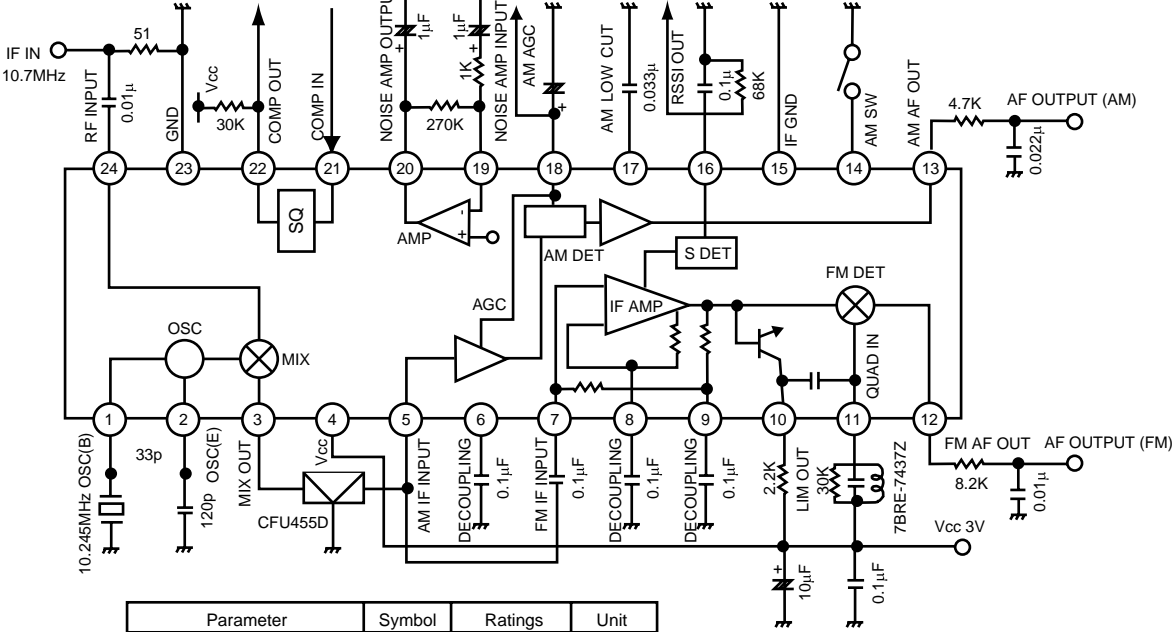 IF IN
10.7MHz
51
RF INPUT
0.01µ
GND
Vcc
30K
COMP OUT
COMP IN
NOISE AMP OUTPUT
1µF
+
270K
1µF
+
1K
NOISE AMP INPUT
AM AGC
+
AM LOW CUT
0.033µ
RSSI OUT
0.1µ
68K
IF GND
AM SW
AM AF OUT
4.7K
AF OUTPUT (AM)
0.022µ
24
23
22
21
20
19
18
17
16
15
14
13
SQ
AMP
-
+
AM DET
S DET
FM DET
AGC
IF AMP
OSC
MIX
QUAD IN
1
2
3
4
5
6
7
8
9
10
11
12
10.245MHz OSC(B)
33p
120p
OSC(E)
MIX OUT
Vcc
CFU455D
AM IF INPUT
DECOUPLING
0.1µF
FM IF INPUT
0.1µF
DECOUPLING
0.1µF
DECOUPLING
0.1µF
2.2K
LIM OUT
30K
7BRE-7437Z
FM AF OUT
8.2K
AF OUTPUT (FM)
0.01µ
Vcc 3V
+
10µF
0.1µF
Parameter Symbol Ratings Unit